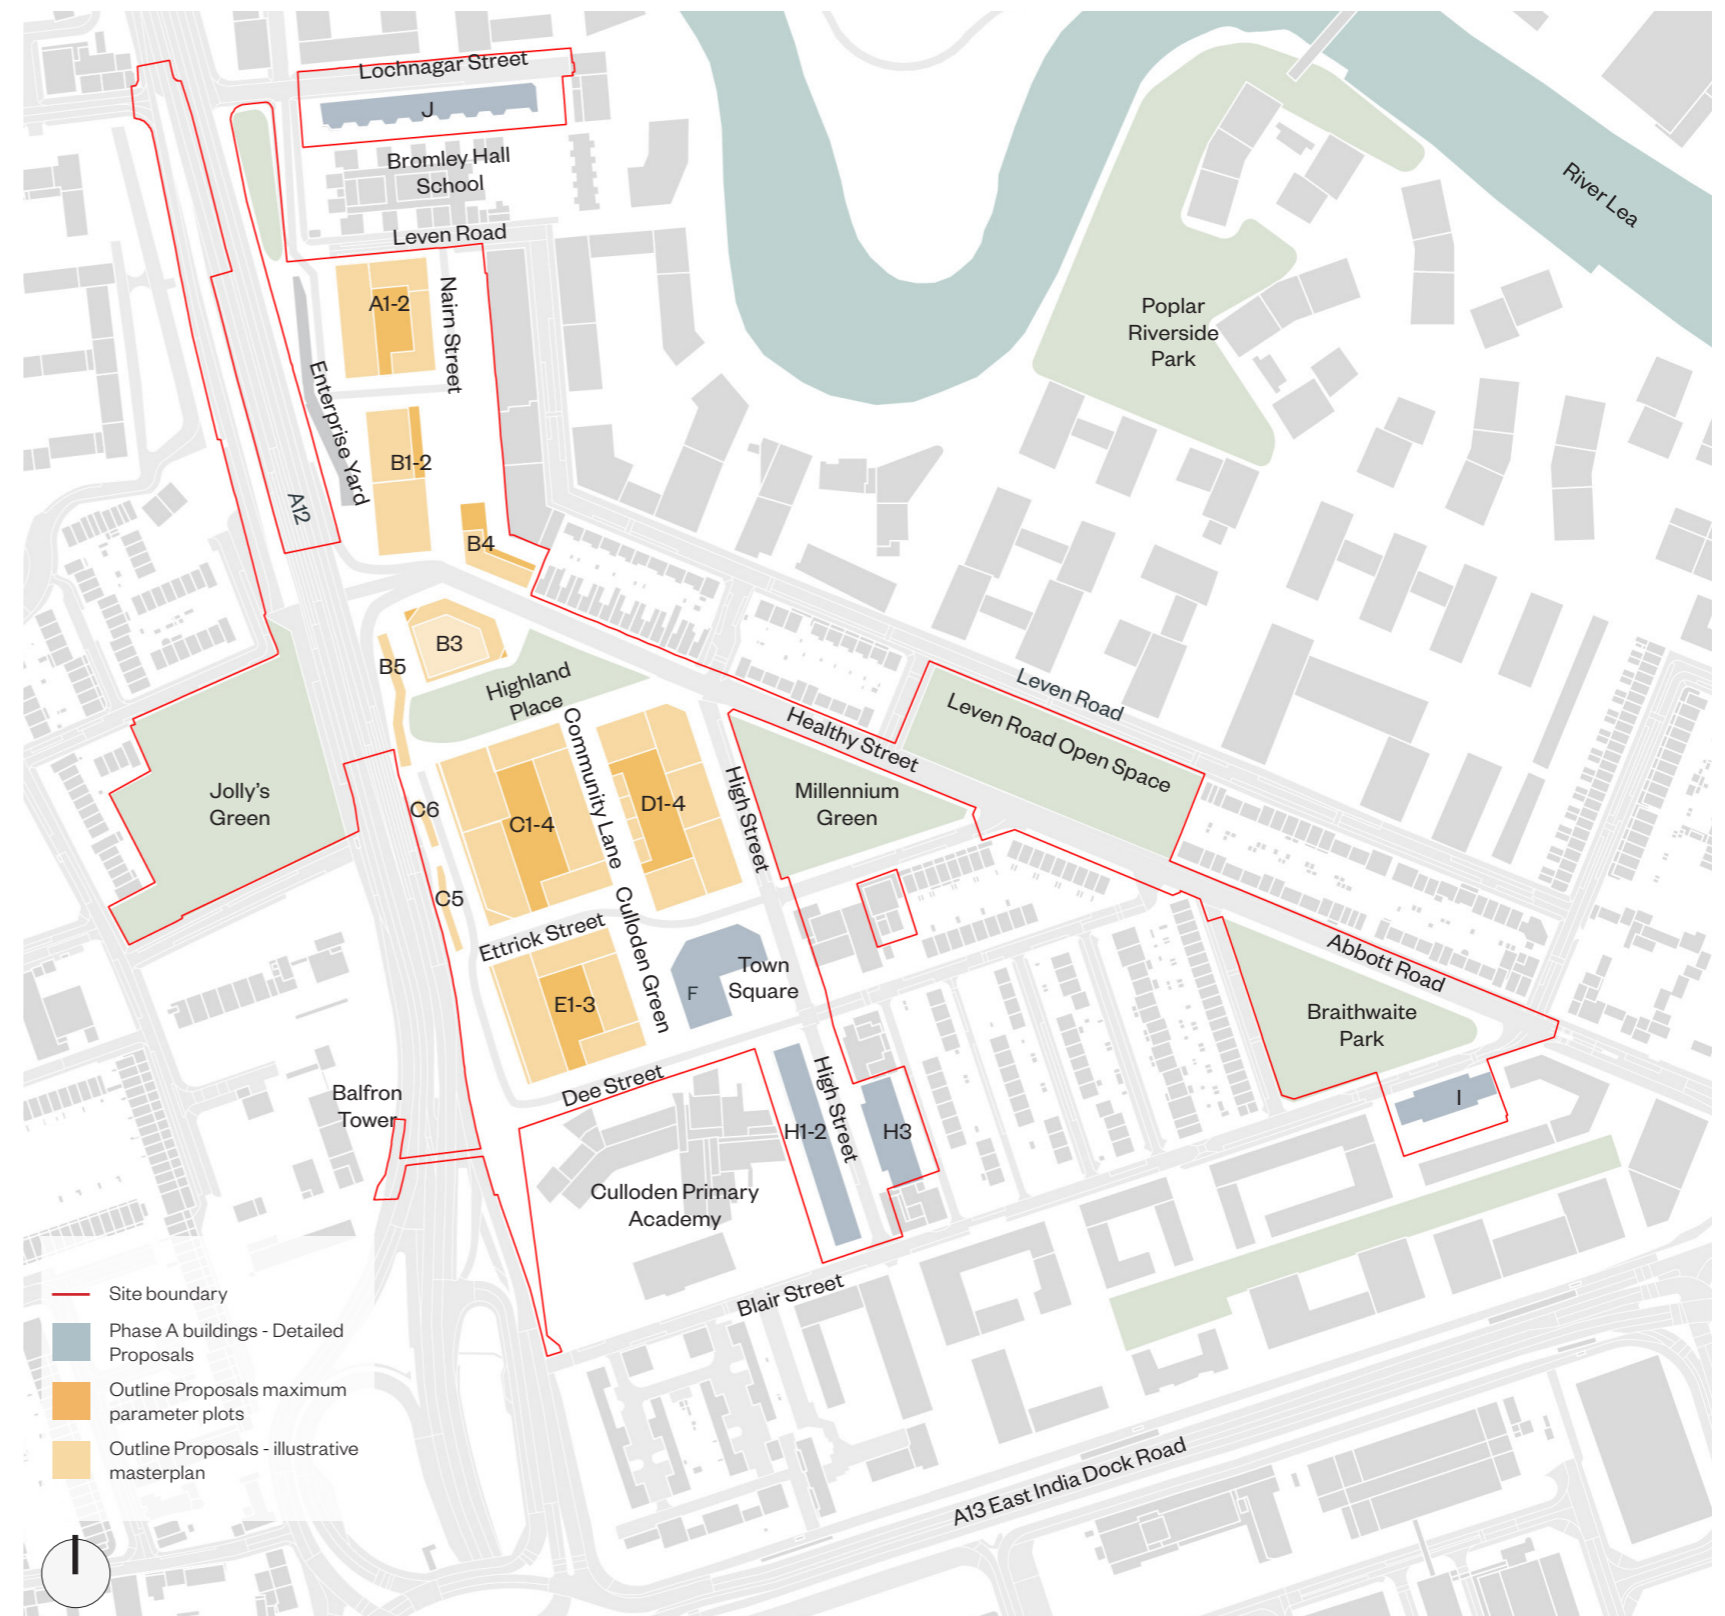 Lochnagar Street
J
Bromley Hall
School
River Lea
Leven Road
A1-2
Nairn Street
Poplar
Riverside
Park
Enterprise Yard
B1-2
A12
B4
B3
B5
Highland
Place
Leven Road
Leven Road Open Space
Healthy Street
Community Lane
High Street
Jolly's
Green
C6
C1-4
D1-4
Millennium
Green
C5
Culloden Green
Ettrick Street
Abbott Road
Town
Square
F
E1-3
Braithwaite
Park
Dee Street
Balfron
Tower
High Street
I
H1-2
H3
Culloden Primary
Academy
Blair Street
Site boundary
Phase A buildings - Detailed
Proposals
Outline Proposals maximum
parameter plots
Outline Proposals - illustrative
masterplan
A13 East India Dock Road